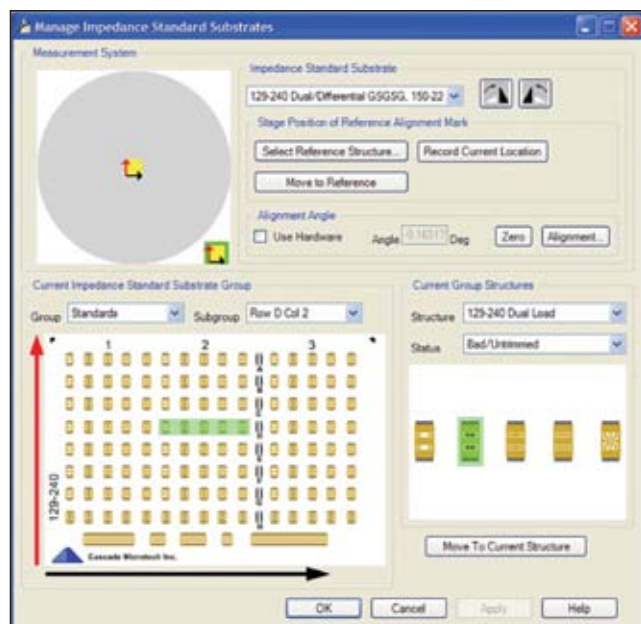 Manage Impedance Standard Substrates
Measurement System
Impedance Standard Substrate
129-240 Dual/Differential GSGSG, 150-22
Stage Position of Reference Alignment Mark
Select Reference Structure...
Record Current Location
Move to Reference
Alignment Angle
Use Hardware
Angle
Deg
Zero
Alignment...
Current Impedance Standard Substrate Group
Group
Standards
Subgroup
Row D Col 2
1
2
3
129-240
Cascade Microtech Inc.
Current Group Structures
Structure
129-240 Dual Load
Status
Bad/Untrimmed
Move To Current Structure
OK
Cancel
Apply
Help